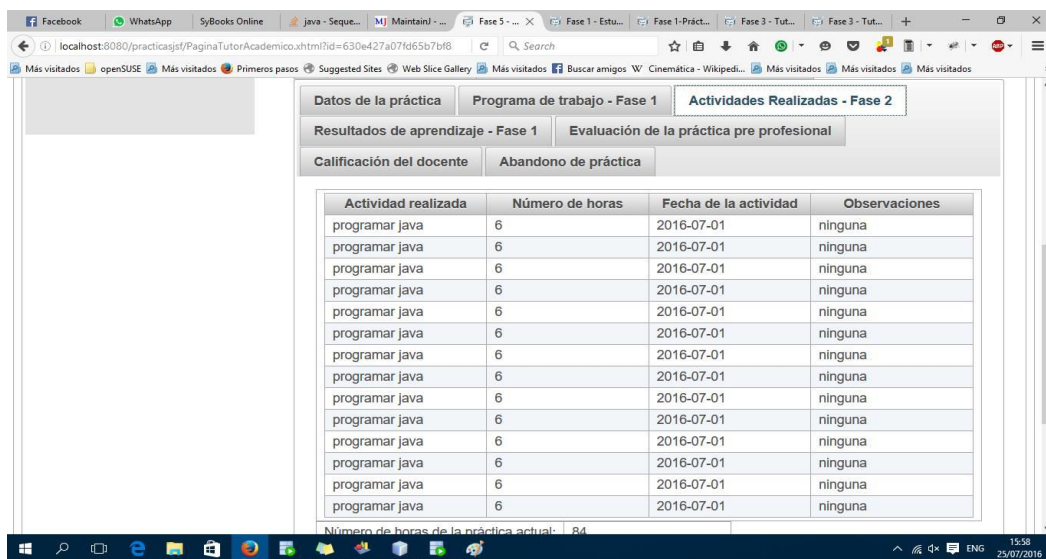 Facebook WhatsApp SyBooks Online java - Seque... MaintainJ - ... Fase 5 - ... Fase 1 - Estu... Fase 1-Práct... Fase 3 - Tut... Fase 3 - Tut...
localhost:8080/practicasjsf/PaginaTutorAcademico.xhtml?id=630e427a07fd65b7bf8 Search
Más visitados openSUSE Más visitados Primeros pasos Suggested Sites Web Slice Gallery Más visitados Buscar amigos W Cinemática - Wikipedi... Más visitados Más visitados Más visitados
Datos de la práctica Programa de trabajo - Fase 1 Actividades Realizadas - Fase 2
Resultados de aprendizaje - Fase 1 Evaluación de la práctica pre profesional
Calificación del docente Abandono de práctica
Actividad realizada Número de horas Fecha de la actividad Observaciones
programar java 6 2016-07-01 ninguna
programar java 6 2016-07-01 ninguna
programar java 6 2016-07-01 ninguna
programar java 6 2016-07-01 ninguna
programar java 6 2016-07-01 ninguna
programar java 6 2016-07-01 ninguna
programar java 6 2016-07-01 ninguna
programar java 6 2016-07-01 ninguna
programar java 6 2016-07-01 ninguna
programar java 6 2016-07-01 ninguna
programar java 6 2016-07-01 ninguna
programar java 6 2016-07-01 ninguna
programar java 6 2016-07-01 ninguna
programar java 6 2016-07-01 ninguna
Número de horas de la práctica actual: 84
ENG 15:58
25/07/2016